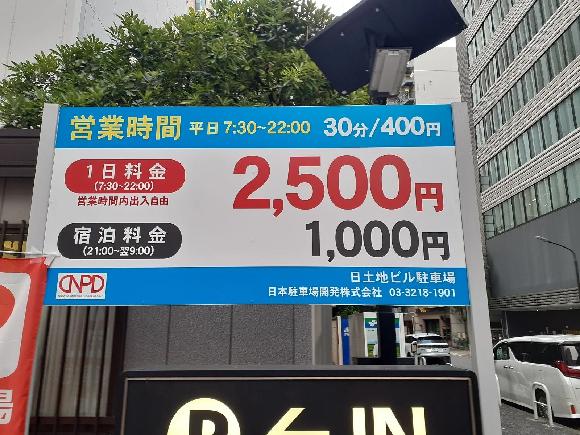 営業時間 平日 7:30~22:00 30分/400円
1日料金
(7:30~22:00)
営業時間内出入自由
2,500円
宿泊料金
(21:00~翌9:00)
1,000円
日土地ビル駐車場
CNPD
日本駐車場開発株式会社 03-3218-1901
P ← IN
場